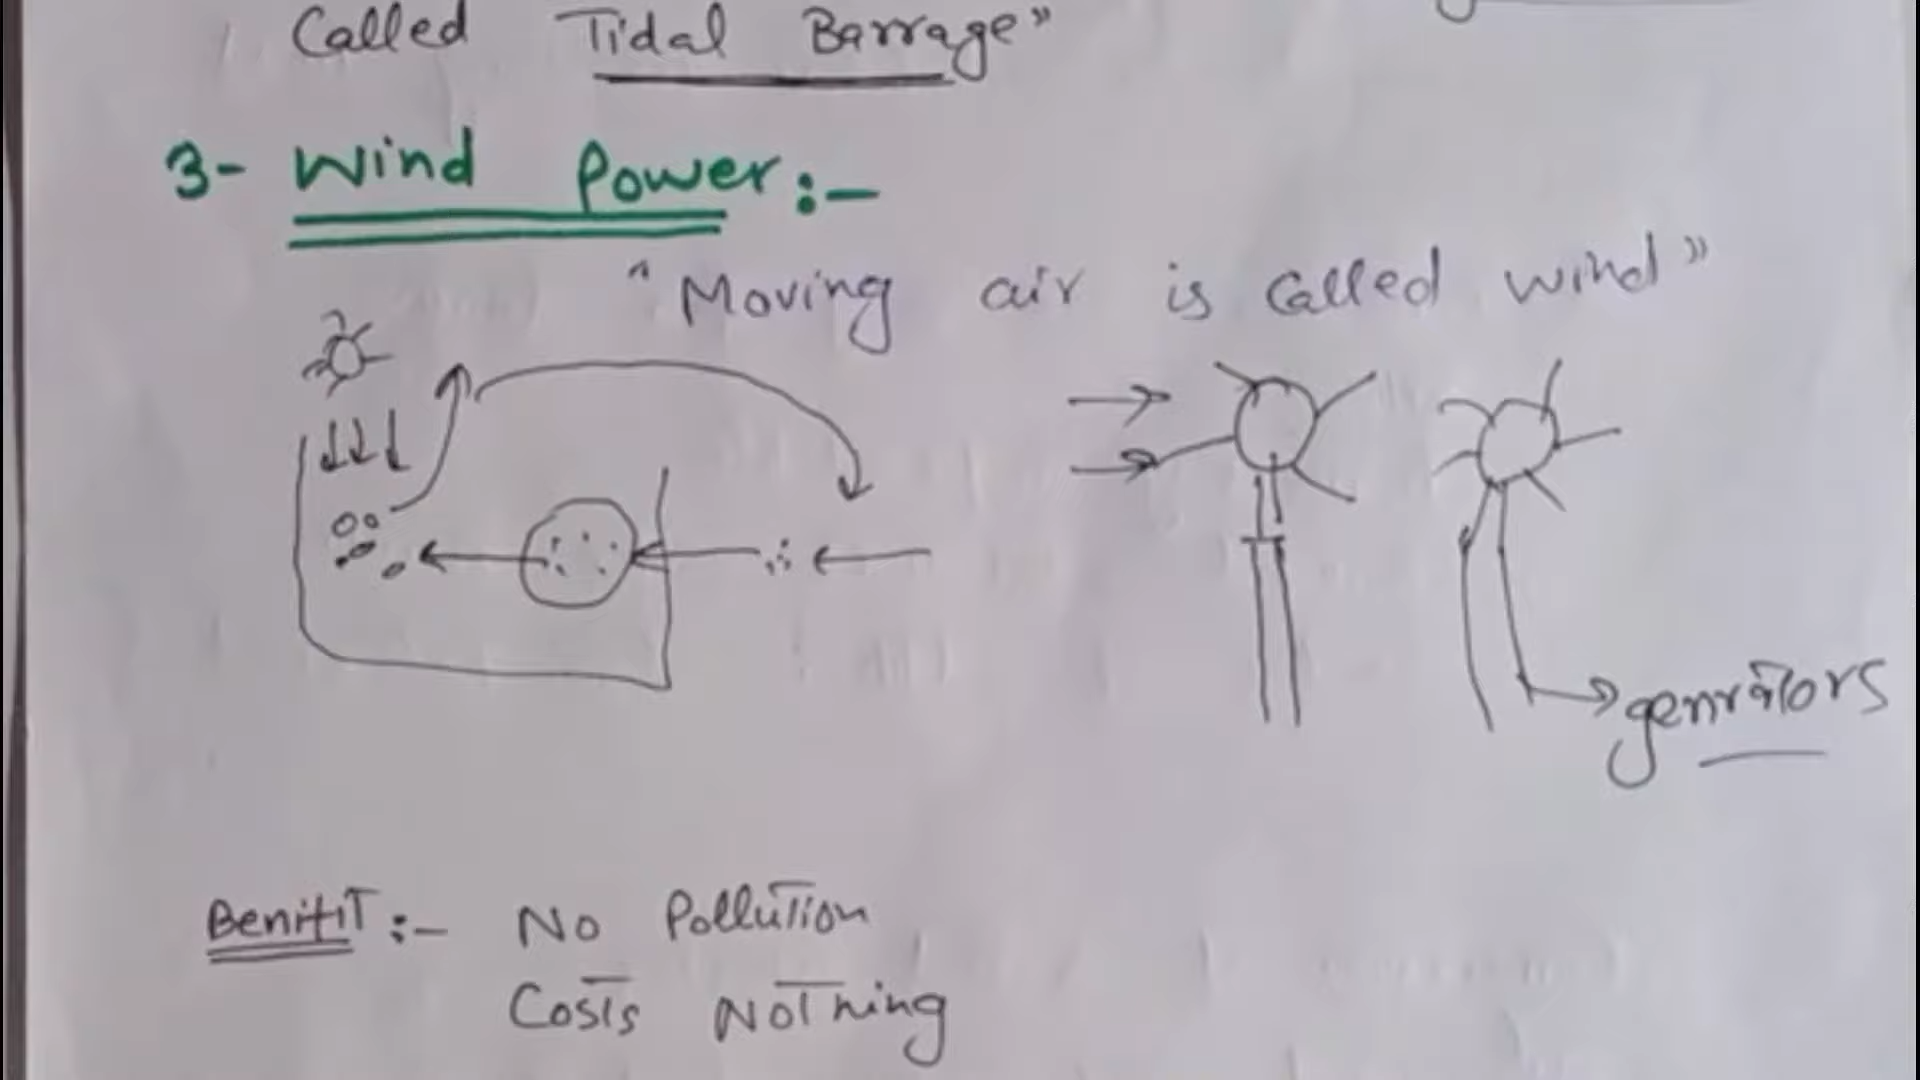 Called Tidal Barrage"
3- Wind Power:-
"Moving air is Called wind"
genrators
Benifit:- No Pollution
Costs Nothing